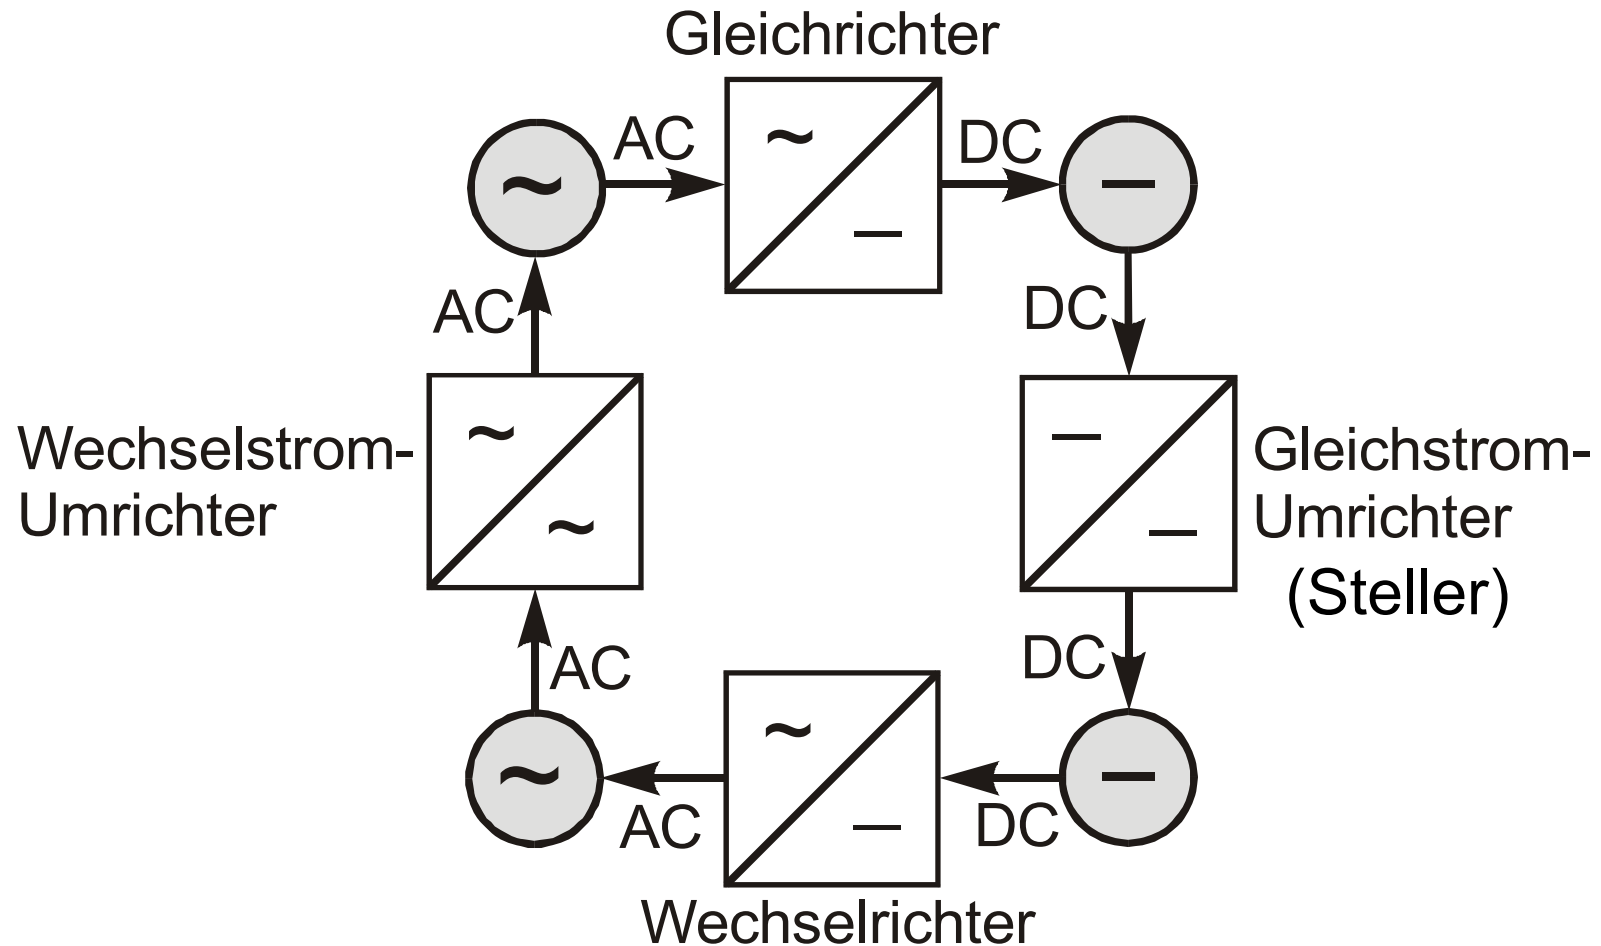 Gleichrichter
AC
~
DC
~
–
–
AC
DC
Wechselstrom-
Umrichter
~
~
–
–
Gleichstrom-
Umrichter
(Steller)
AC
DC
~
~
–
–
AC
DC
Wechselrichter